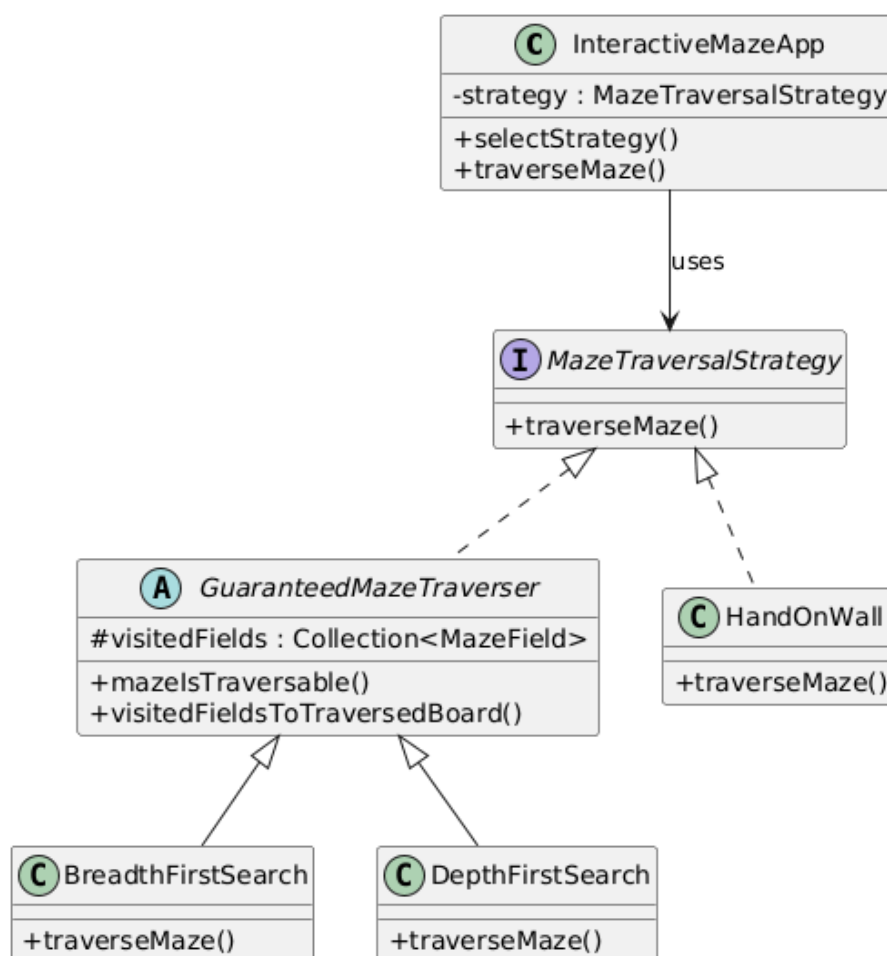 C InteractiveMazeApp
-strategy : MazeTraversalStrategy
+selectStrategy()
+traverseMaze()
uses
I MazeTraversalStrategy
+traverseMaze()
A GuaranteedMazeTraverser
#visitedFields : Collection<MazeField>
+mazeIsTraversable()
+visitedFieldsToTraversedBoard()
C HandOnWall
+traverseMaze()
C BreadthFirstSearch
+traverseMaze()
C DepthFirstSearch
+traverseMaze()